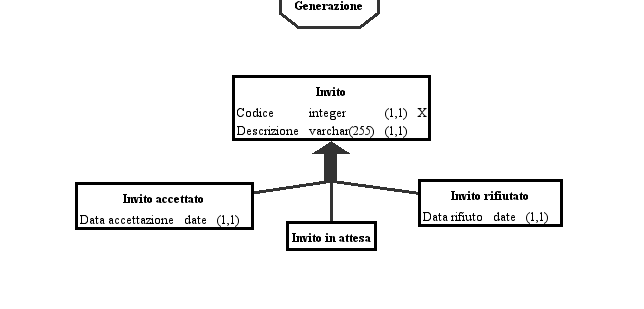 Generazione
Invito
Codice integer (1,1) X
Descrizione varchar(255) (1,1)
Invito accettato
Data accettazione date (1,1)
Invito in attesa
Invito rifiutato
Data rifiuto date (1,1)